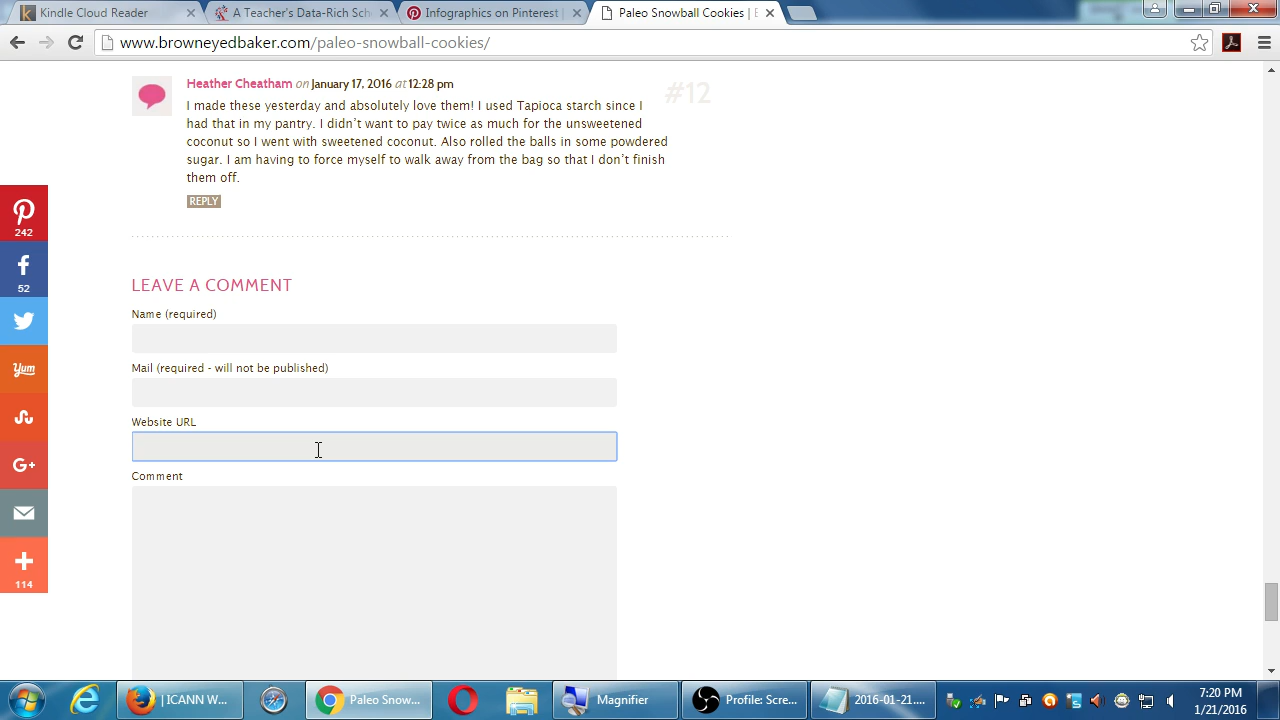 Kindle Cloud Reader
A Teacher's Data-Rich Sch
Infographics on Pinterest
Paleo Snowball Cookies | E
www.browneyedbaker.com/paleo-snowball-cookies/
Heather Cheatham on January 17, 2016 at 12:28 pm
#12
I made these yesterday and absolutely love them! I used Tapioca starch since I
had that in my pantry. I didn't want to pay twice as much for the unsweetened
coconut so I went with sweetened coconut. Also rolled the balls in some powdered
sugar. I am having to force myself to walk away from the bag so that I don't finish
them off.
REPLY
242
52
Yum
G+
114
LEAVE A COMMENT
Name (required)
Mail (required - will not be published)
Website URL
Comment
| ICANN W...
Paleo Snow...
Magnifier
Profile: Scre...
2016-01-21....
7:20 PM
1/21/2016